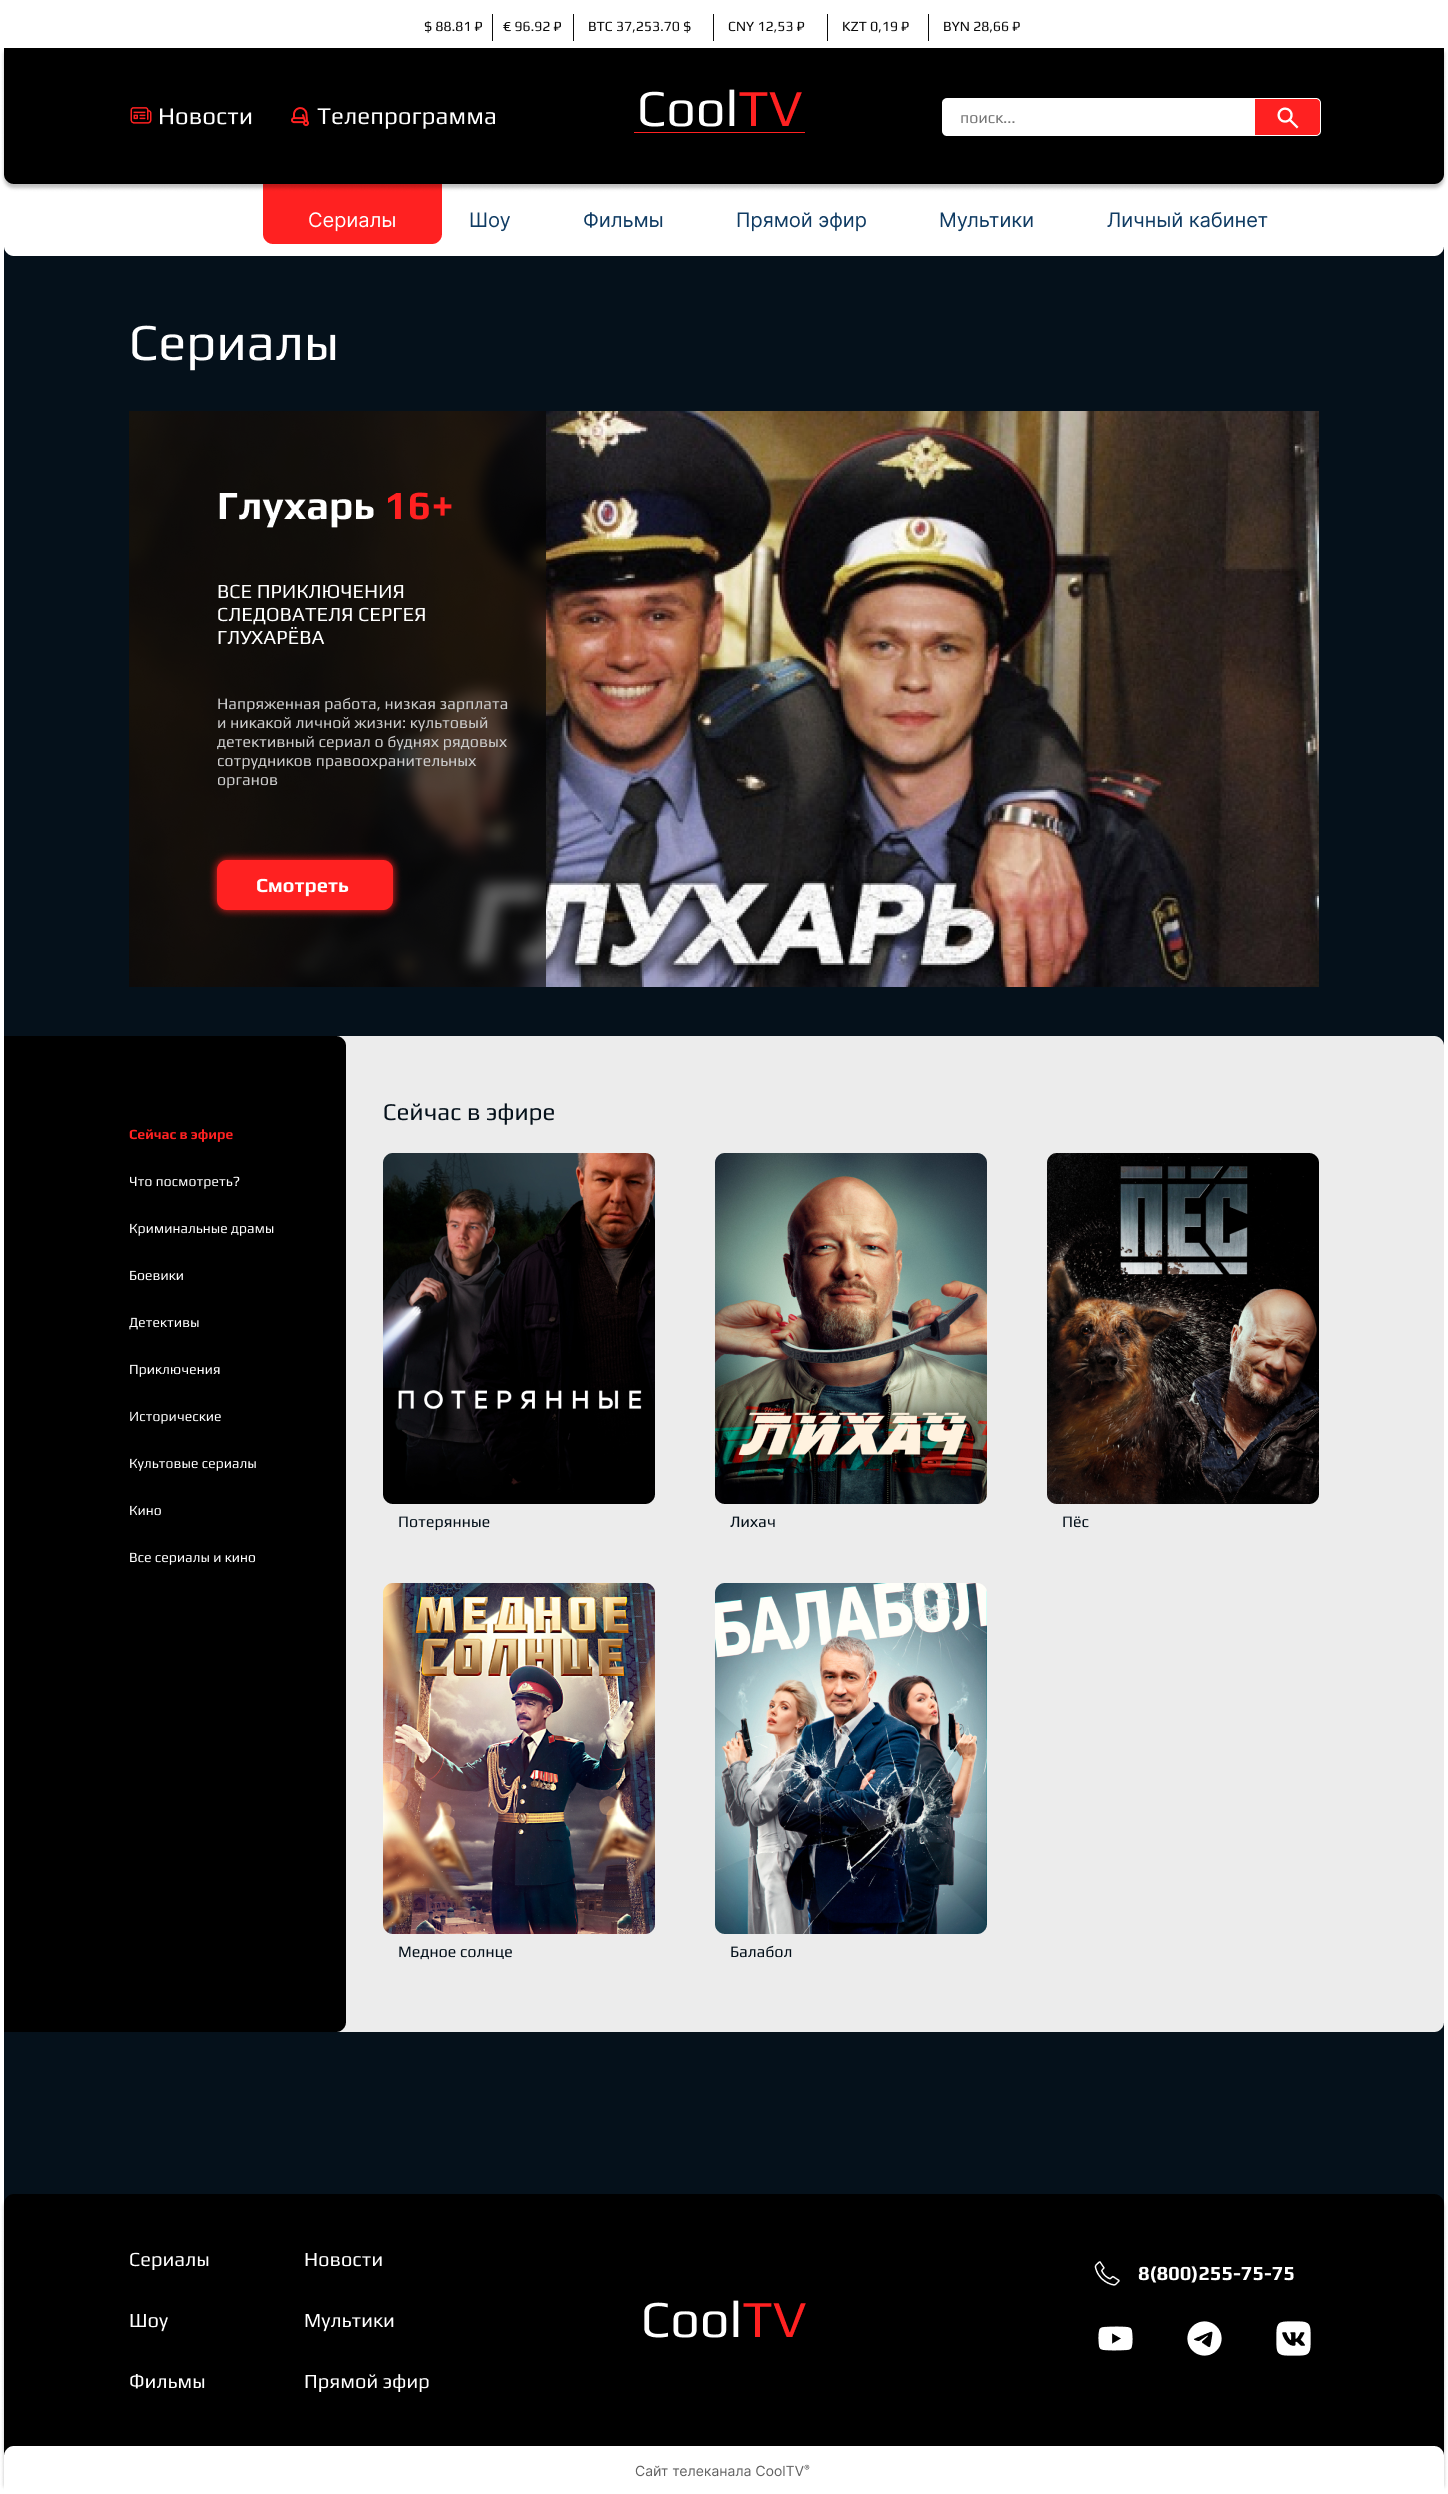 $ 88.81 ₽ € 96.92 ₽ BTC 37,253.70 $ CNY 12,53 ₽ KZT 0,19 ₽ BYN 28,66 ₽
Новости Телепрограмма CoolTV поиск...
Сериалы Шоу Фильмы Прямой эфир Мультики Личный кабинет
Сериалы
Глухарь 16+
ВСЕ ПРИКЛЮЧЕНИЯ
СЛЕДОВАТЕЛЯ СЕРГЕЯ
ГЛУХАРЁВА
Напряженная работа, низкая зарплата
и никакой личной жизни: культовый
детективный сериал о буднях рядовых
сотрудников правоохранительных
органов
Смотреть
ГЛУХАРЬ
Сейчас в эфире
Что посмотреть?
Криминальные драмы
Боевики
Детективы
Приключения
Исторические
Культовые сериалы
Кино
Все сериалы и кино
Сейчас в эфире
ПОТЕРЯННЫЕ
ЛИХАЧ
ПЁС
Потерянные Лихач Пёс
МЕДНОЕ
СОЛНЦЕ
БАЛАБОЛ
Медное солнце Балабол
Сериалы Новости
Шоу Мультики
Фильмы Прямой эфир
CoolTV
8(800)255-75-75
Сайт телеканала CoolTV®